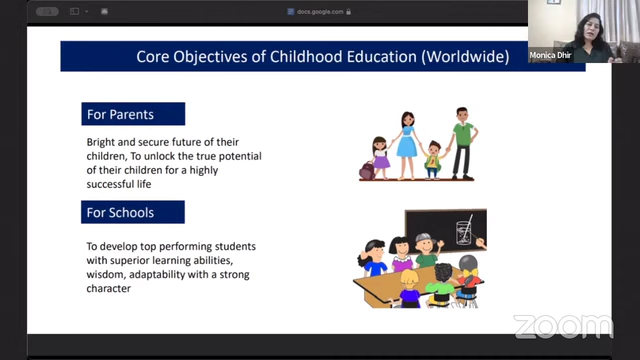 docs.google.com
Core Objectives of Childhood Education (Worldwide)
Monica Dhir
For Parents
Bright and secure future of their
children, To unlock the true potential
of their children for a highly
successful life
For Schools
To develop top performing students
with superior learning abilities,
wisdom, adaptability with a strong
character
zoom